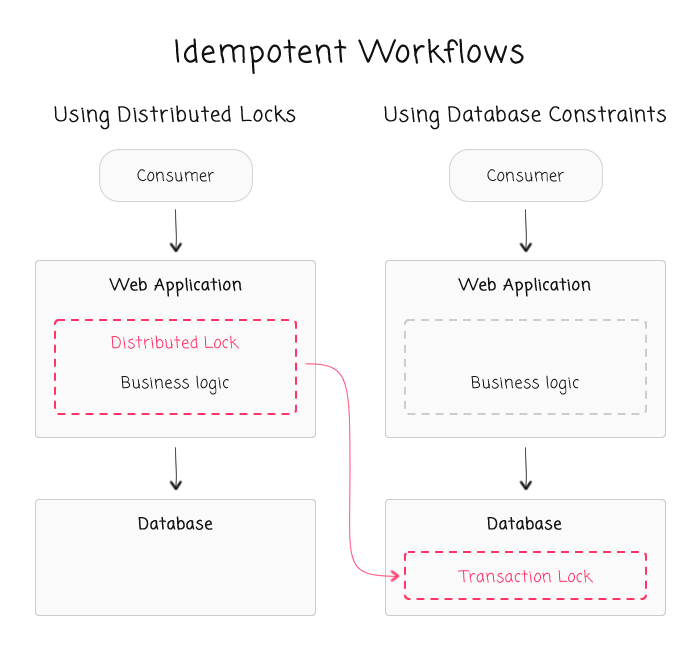 Idempotent Workflows
Using Distributed Locks
Consumer
Web Application
Distributed Lock
Business logic
Database
Using Database Constraints
Consumer
Web Application
Business logic
Database
Transaction Lock